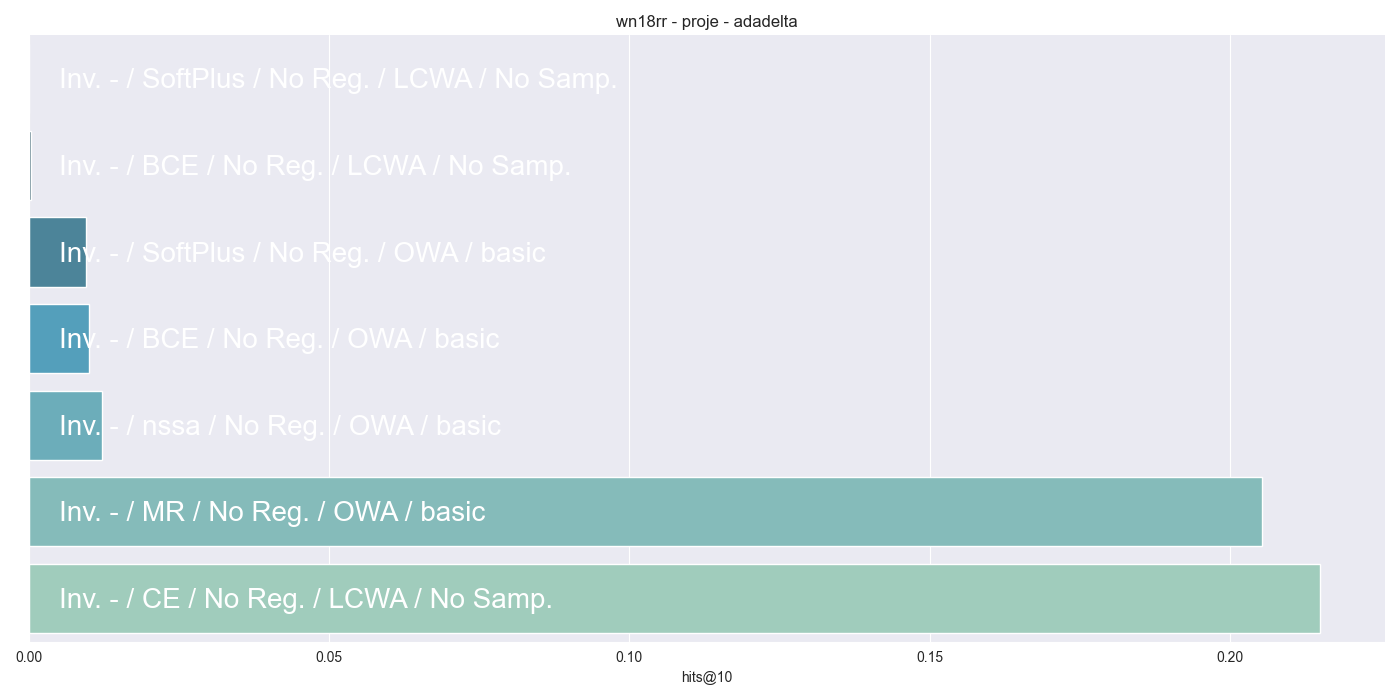 wn18rr - proje - adadelta
Inv. - / SoftPlus / No Reg. / LCWA / No Samp.
Inv. - / BCE / No Reg. / LCWA / No Samp.
Inv. - / SoftPlus / No Reg. / OWA / basic
Inv. - / BCE / No Reg. / OWA / basic
Inv. - / nssa / No Reg. / OWA / basic
Inv. - / MR / No Reg. / OWA / basic
Inv. - / CE / No Reg. / LCWA / No Samp.
0.00 0.05 0.10 0.15 0.20
hits@10